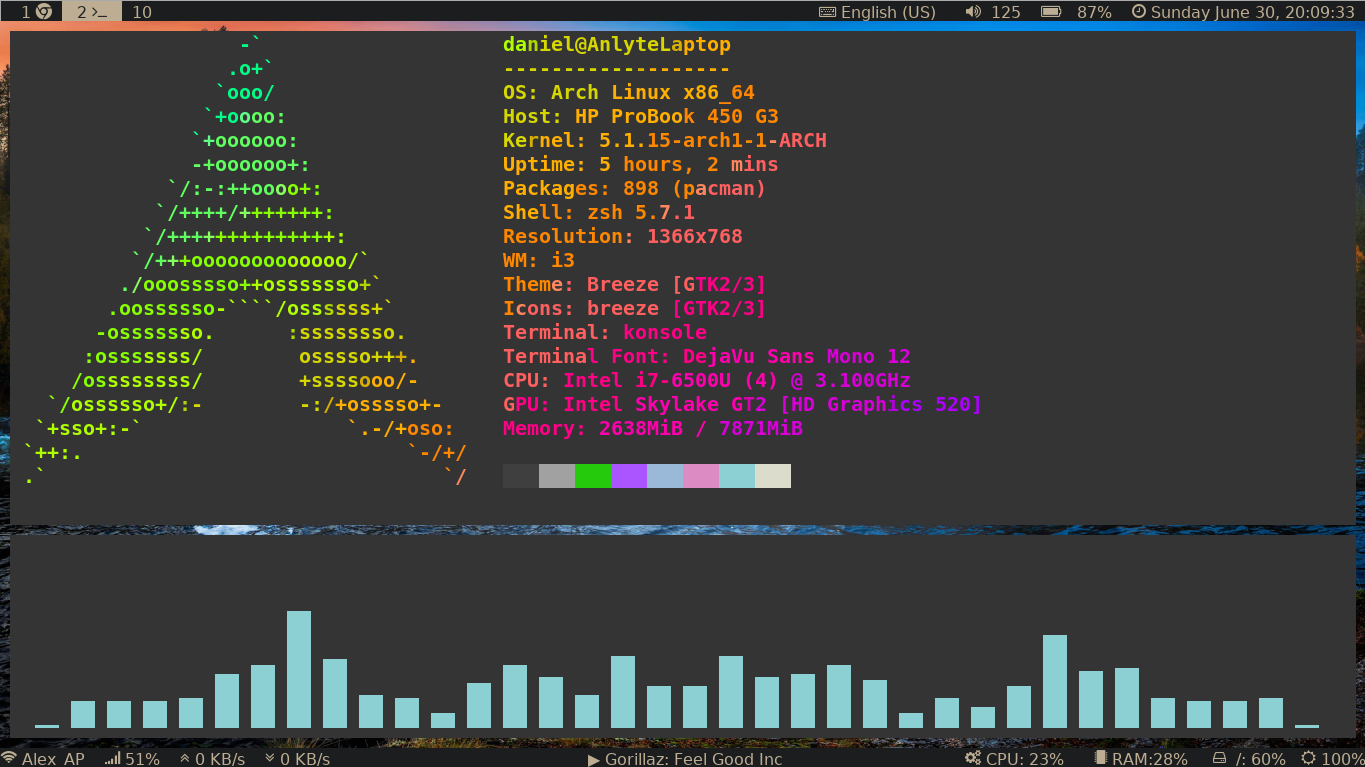 1 2 >_ 10 English (US) 125 87% Sunday June 30, 20:09:33
daniel@AnlyteLaptop
-------------------
OS: Arch Linux x86_64
Host: HP ProBook 450 G3
Kernel: 5.1.15-arch1-1-ARCH
Uptime: 5 hours, 2 mins
Packages: 898 (pacman)
Shell: zsh 5.7.1
Resolution: 1366x768
WM: i3
Theme: Breeze [GTK2/3]
Icons: breeze [GTK2/3]
Terminal: konsole
Terminal Font: DejaVu Sans Mono 12
CPU: Intel i7-6500U (4) @ 3.100GHz
GPU: Intel Skylake GT2 [HD Graphics 520]
Memory: 2638MiB / 7871MiB
-`
.o+`
`ooo/
`+oooo:
`+oooooo:
-+oooooo+:
`/:-:++oooo+:
`/++++/+++++++:
`/++++++++++++++:
`/+++ooooooooooooo/`
./ooosssso++osssssso+`
.oossssso-````/ossssss+`
-osssssso. :ssssssso.
:osssssss/ osssso+++.
/ossssssss/ +ssssooo/-
`/ossssso+/:- -:/+osssso+-
`+sso+:-` `.-/+oso:
`++:. `-/+/
.` `/
Alex AP 51% 0 KB/s 0 KB/s ▶ Gorillaz: Feel Good Inc CPU: 23% RAM:28% /: 60% 100%